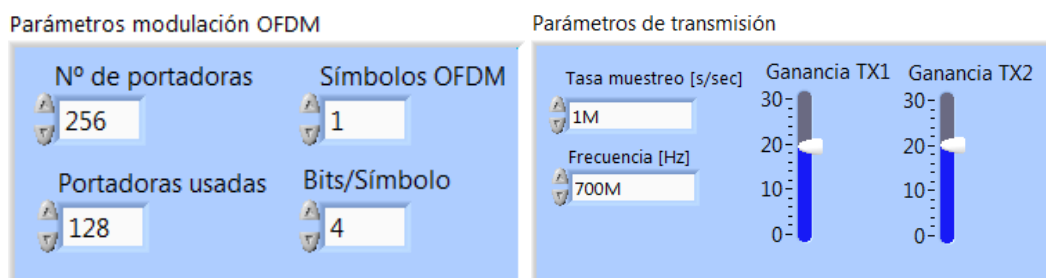 Parámetros modulación OFDM
Nº de portadoras
256
Símbolos OFDM
1
Portadoras usadas
128
Bits/Símbolo
4
Parámetros de transmisión
Tasa muestreo [s/sec]
1M
Frecuencia [Hz]
700M
Ganancia TX1
30
20
10
0
Ganancia TX2
30
20
10
0